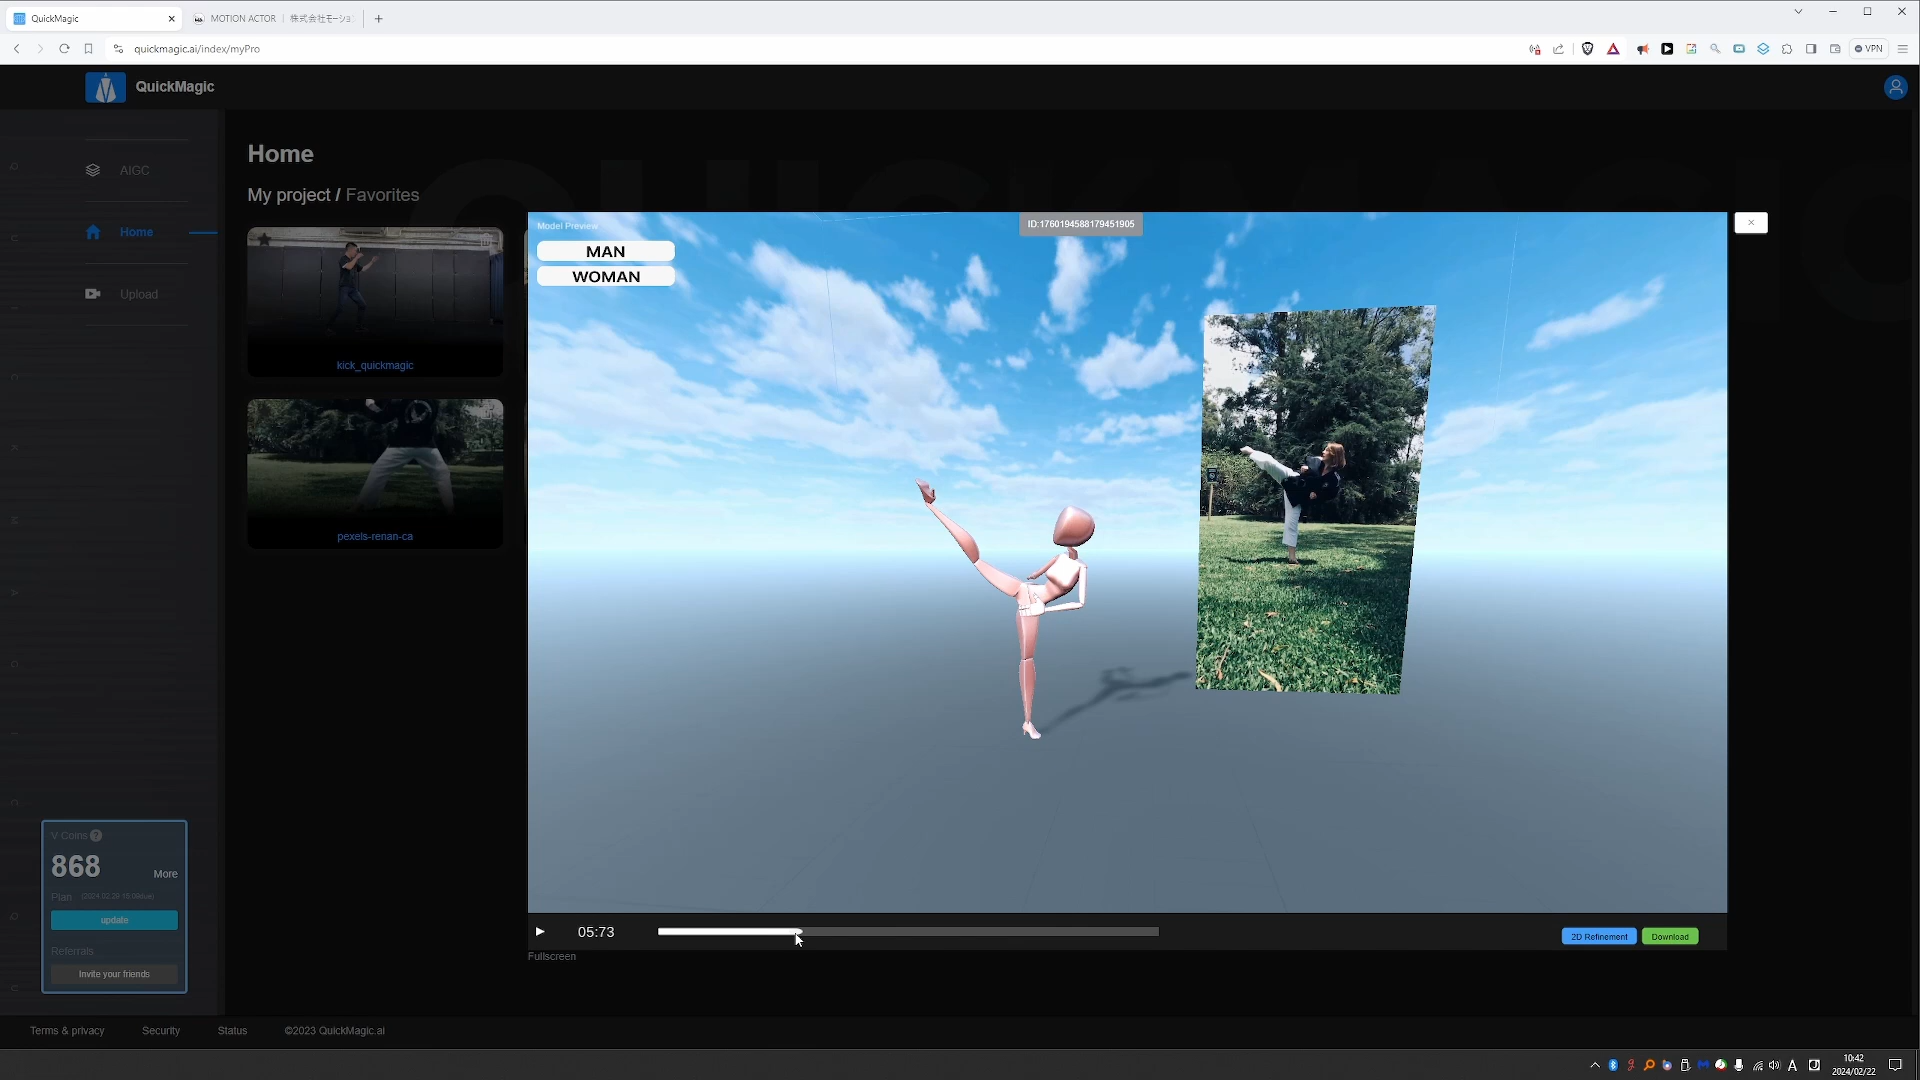 QuickMagic
MOTION ACTOR | 株式会社モーショ
quickmagic.ai/index/myPro
VPN
QuickMagic
AIGC
Home
Upload
Home
My project / Favorites
kick_quickmagic
pexels-renan-ca
Model Preview
MAN
WOMAN
ID:1760194588179451905
05:73
2D Refinement
Download
Fullscreen
V Coins ?
868
More
Plan
update
Referrals
Invite your friends
Terms & privacy
Security
Status
©2023 QuickMagic.ai
A
10:42
2024/02/22